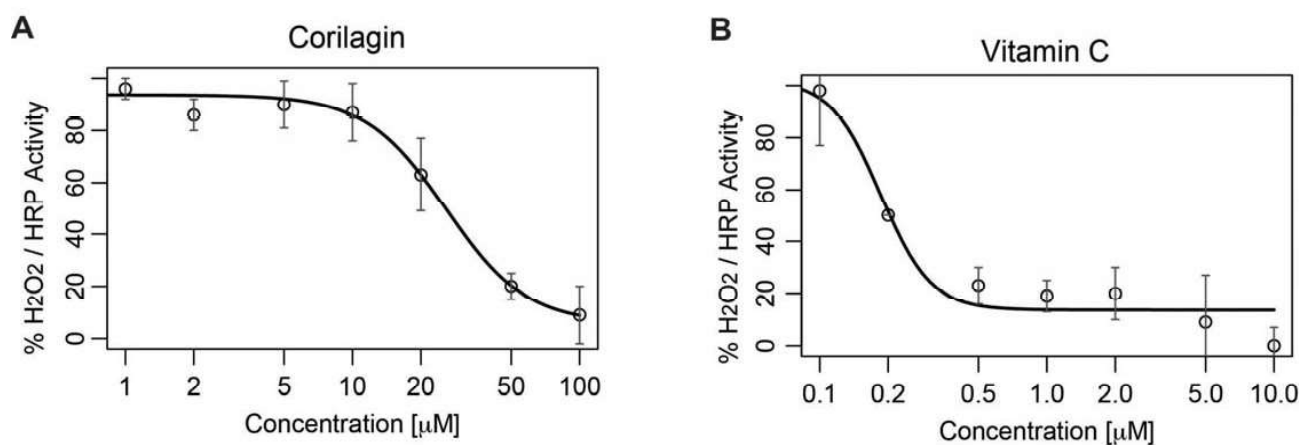 A
Corilagin
% H2O2 / HRP Activity
80
60
40
20
0
1 2 5 10 20 50 100
Concentration [μM]
B
Vitamin C
% H2O2 / HRP Activity
80
60
40
20
0
0.1 0.2 0.5 1.0 2.0 5.0 10.0
Concentration [μM]